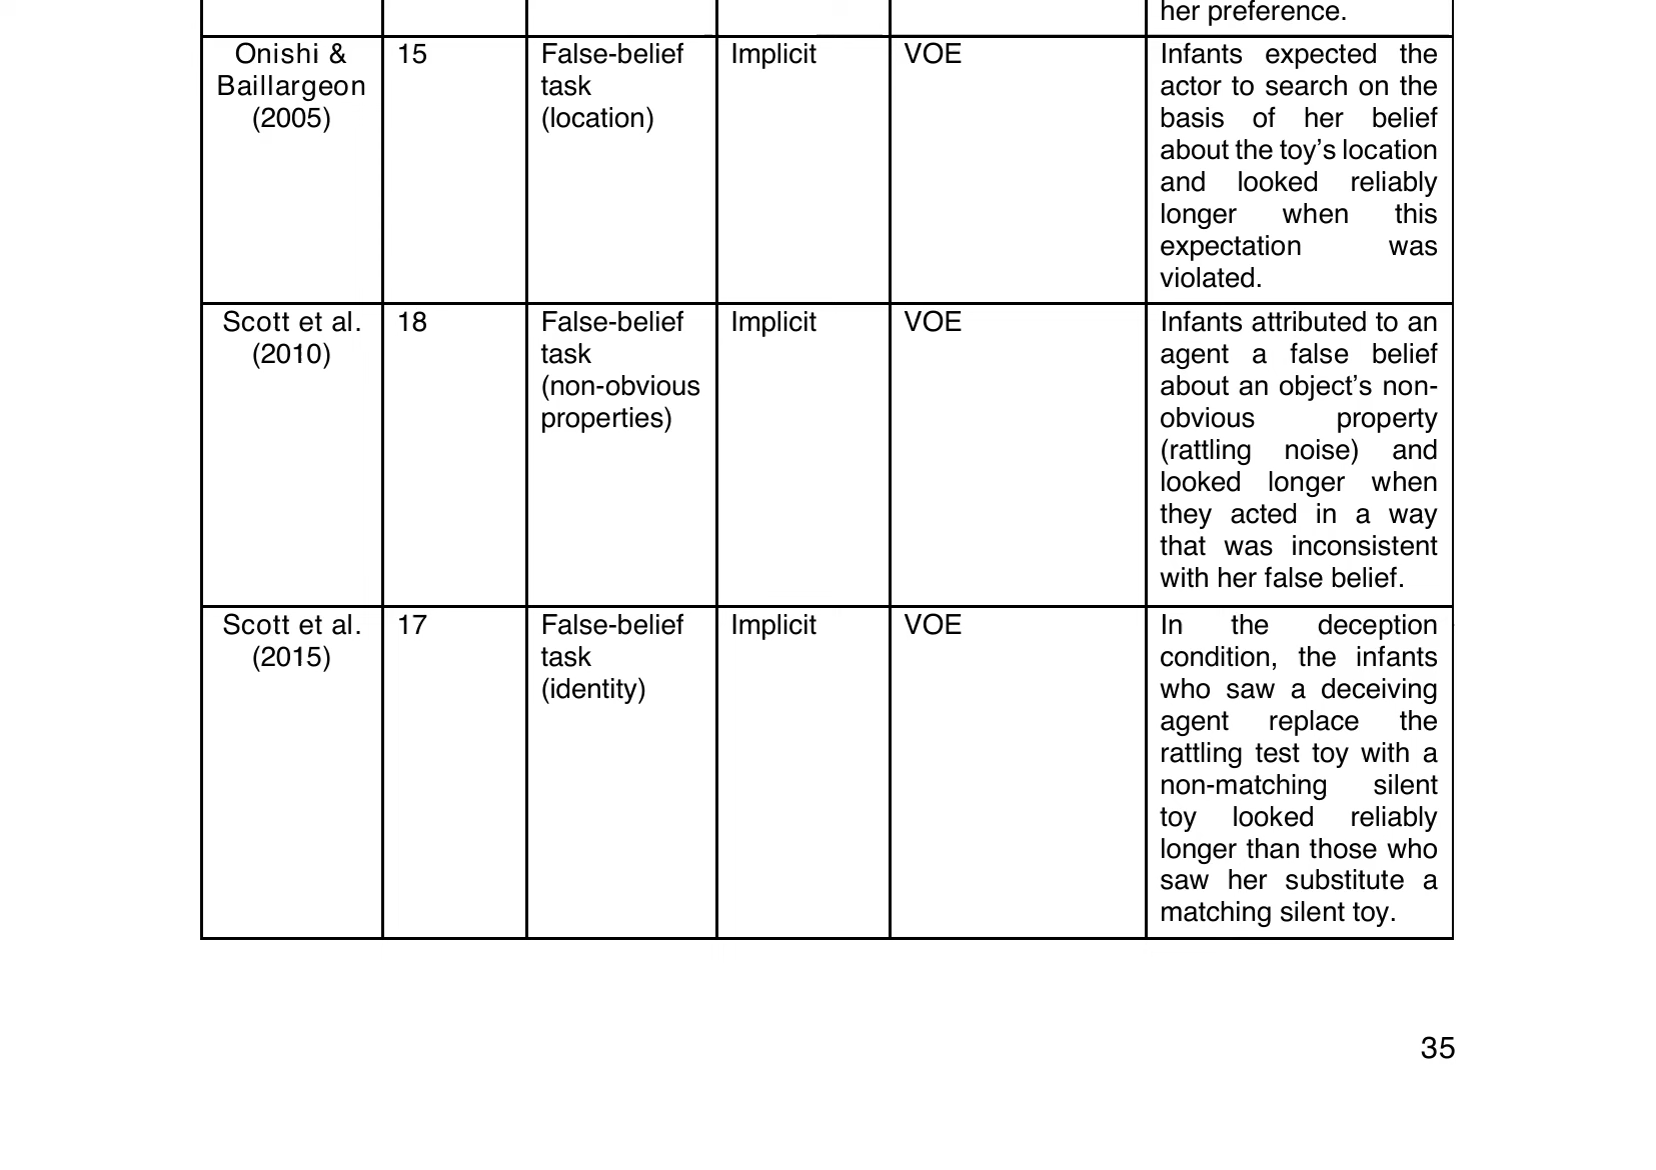 her preference.
Onishi &
Baillargeon
(2005)
15
False-belief
task
(location)
Implicit
VOE
Infants expected the
actor to search on the
basis of her belief
about the toy’s location
and looked reliably
longer when this
expectation was
violated.
Scott et al.
(2010)
18
False-belief
task
(non-obvious
properties)
Implicit
VOE
Infants attributed to an
agent a false belief
about an object’s non-
obvious property
(rattling noise) and
looked longer when
they acted in a way
that was inconsistent
with her false belief.
Scott et al.
(2015)
17
False-belief
task
(identity)
Implicit
VOE
In the deception
condition, the infants
who saw a deceiving
agent replace the
rattling test toy with a
non-matching silent
toy looked reliably
longer than those who
saw her substitute a
matching silent toy.
35